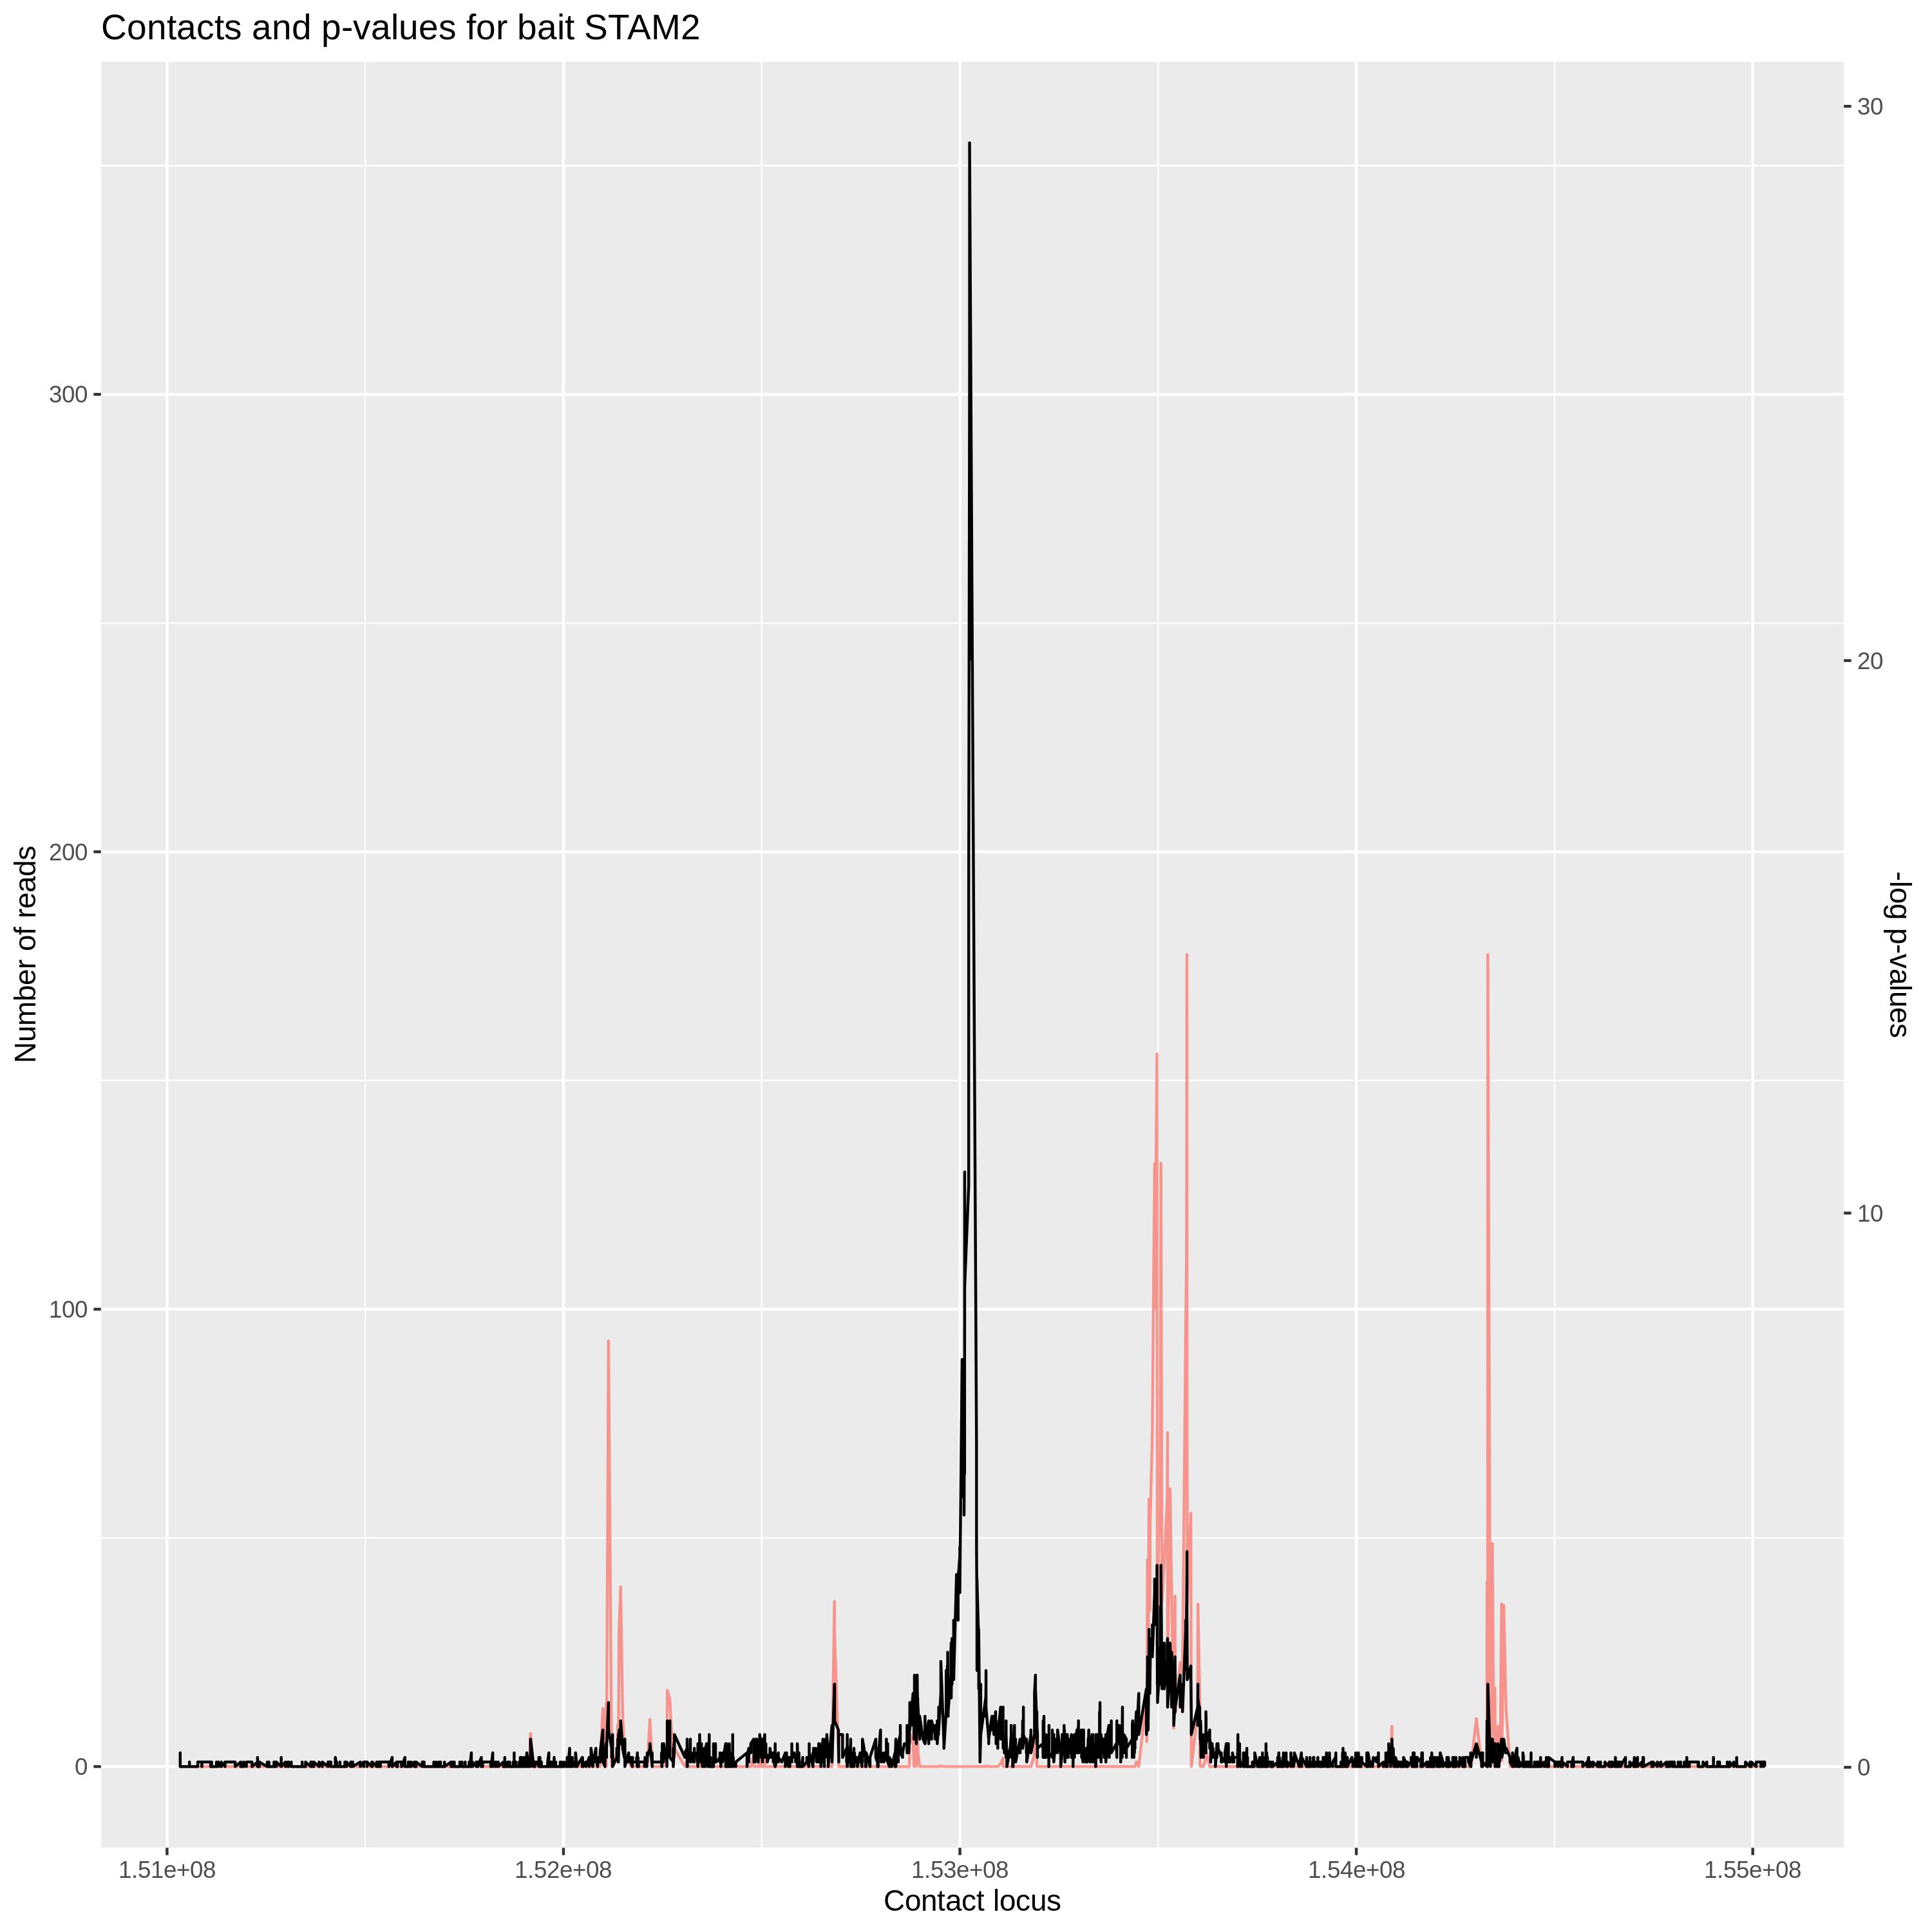 Contacts and p-values for bait STAM2
30
300
20
200
Number of reads
-log p-values
10
100
0
0
1.51e+08 1.52e+08 1.53e+08 1.54e+08 1.55e+08
Contact locus